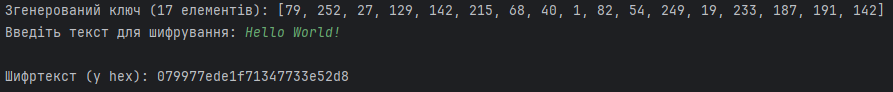 Згенерований ключ (17 елементів): [79, 252, 27, 129, 142, 215, 68, 40, 1, 82, 54, 249, 19, 233, 187, 191, 142]
Введіть текст для шифрування: Hello World!
Шифртекст (у hex): 079977ede1f71347733e52d8